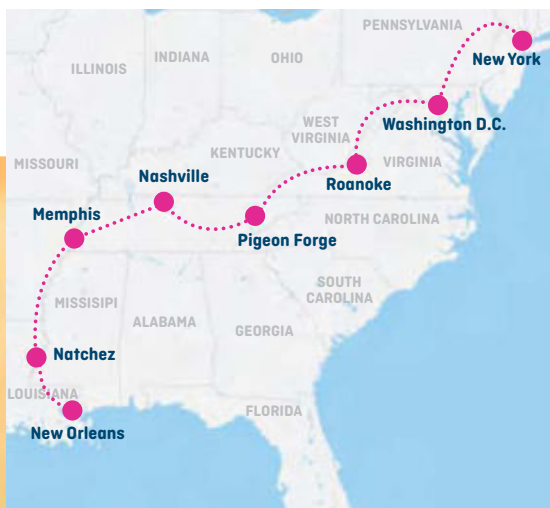 PENNSYLVANIA
New York
INDIANA
OHIO
ILLINOIS
Washington D.C.
WEST
VIRGINIA
KENTUCKY
MISSOURI
VIRGINIA
Nashville
Roanoke
Memphis
NORTH CAROLINA
Pigeon Forge
SOUTH
CAROLINA
MISSISIPI
ALABAMA
GEORGIA
Natchez
LOUISIANA
FLORIDA
New Orleans